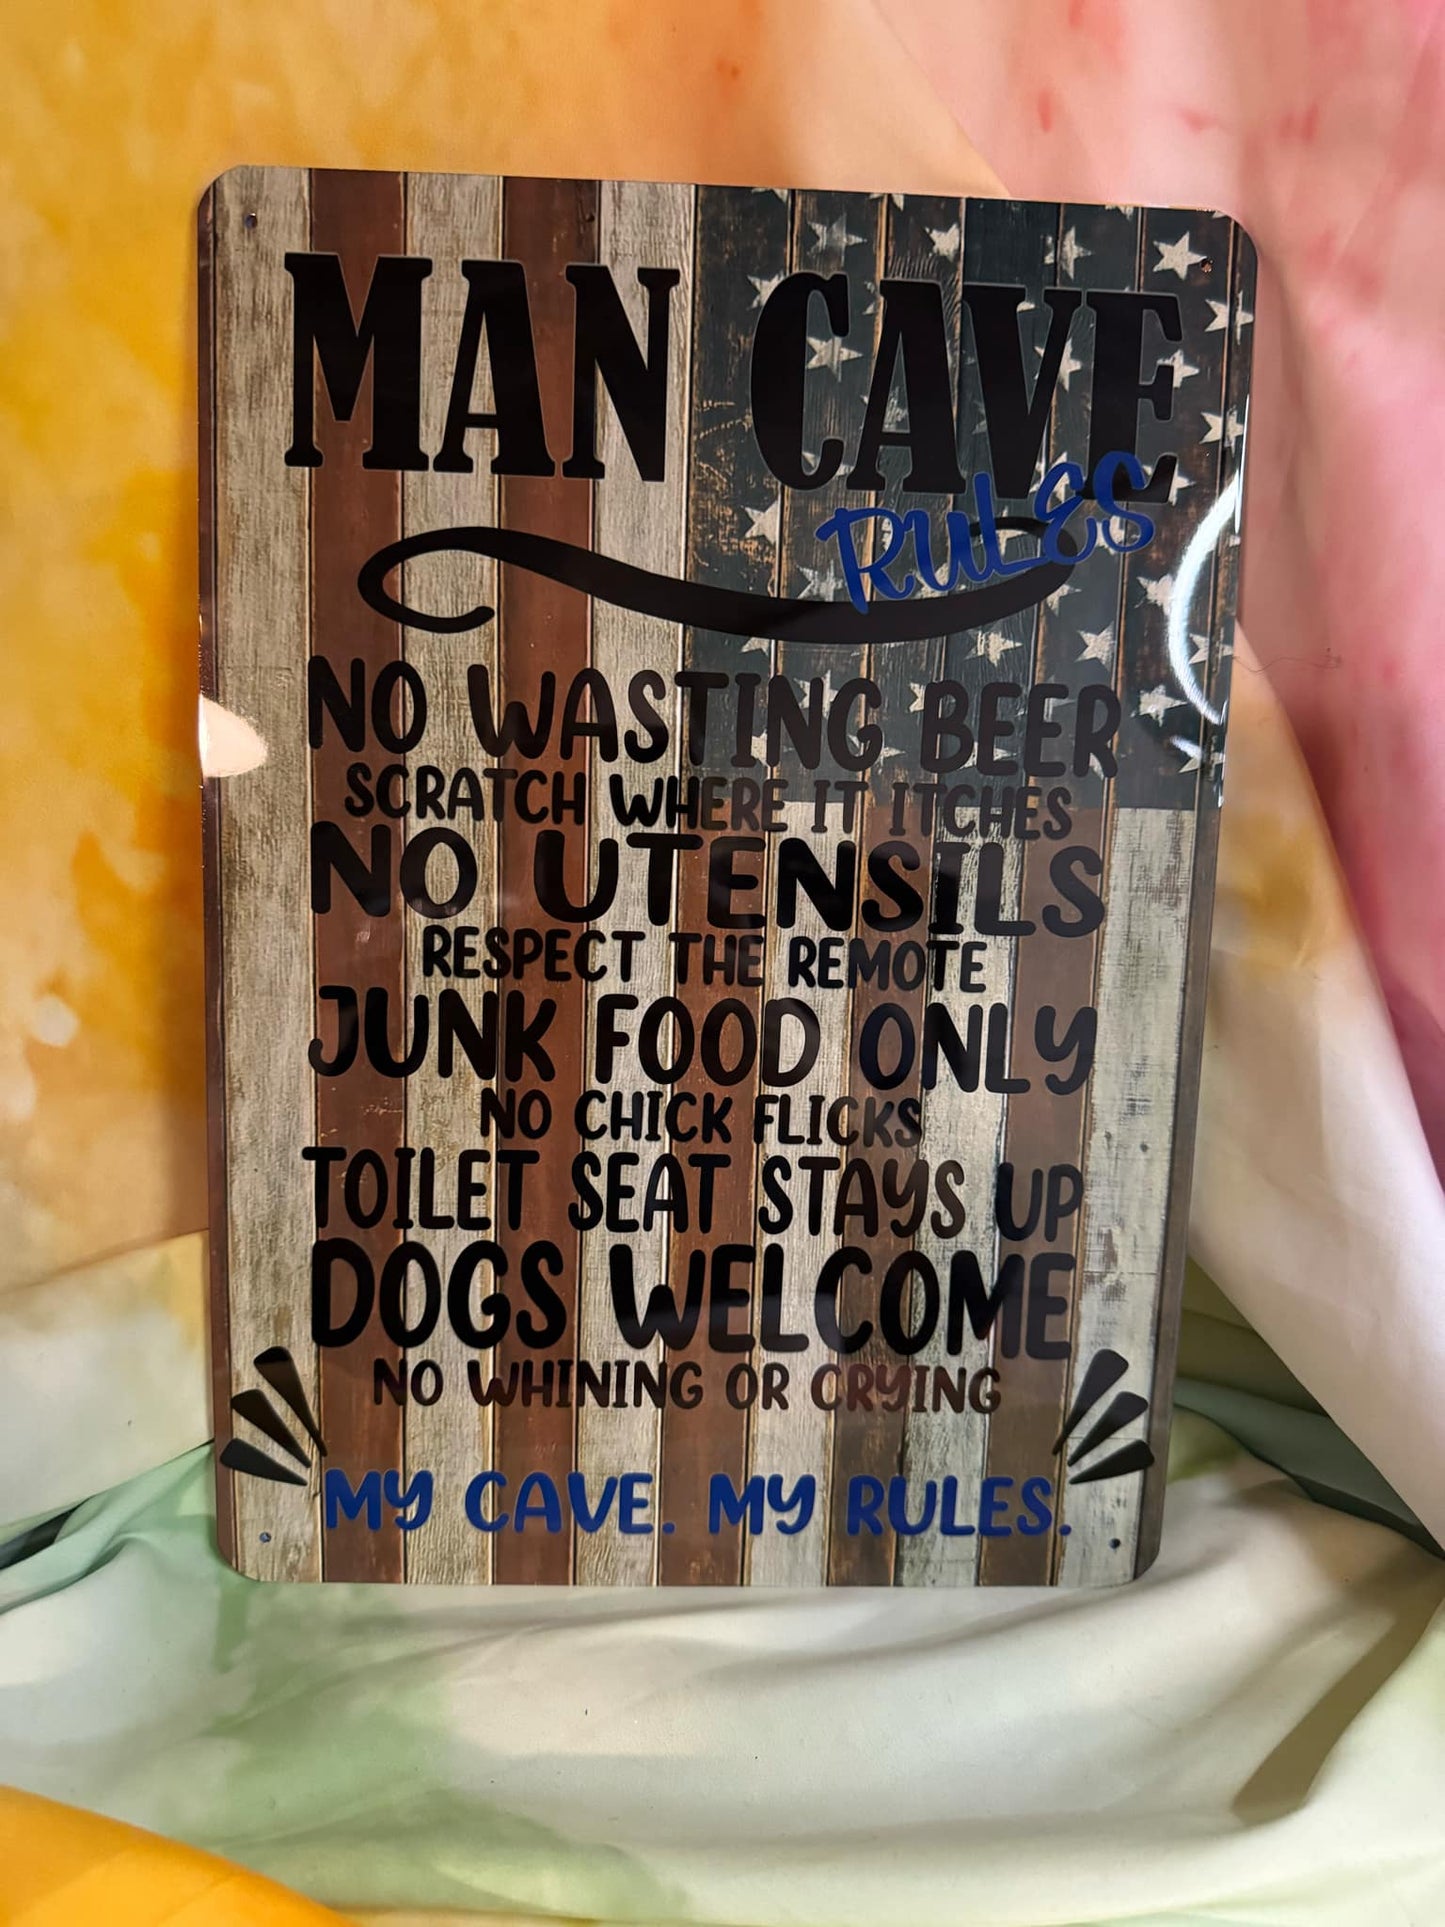 MAN CAVE
RULES
NO WASTING BEER
SCRATCH WHERE IT ITCHES
NO UTENSILS
RESPECT THE REMOTE
JUNK FOOD ONLY
NO CHICK FLICKS
TOILET SEAT STAYS UP
DOGS WELCOME
NO WHINING OR CRYING
MY CAVE. MY RULES.